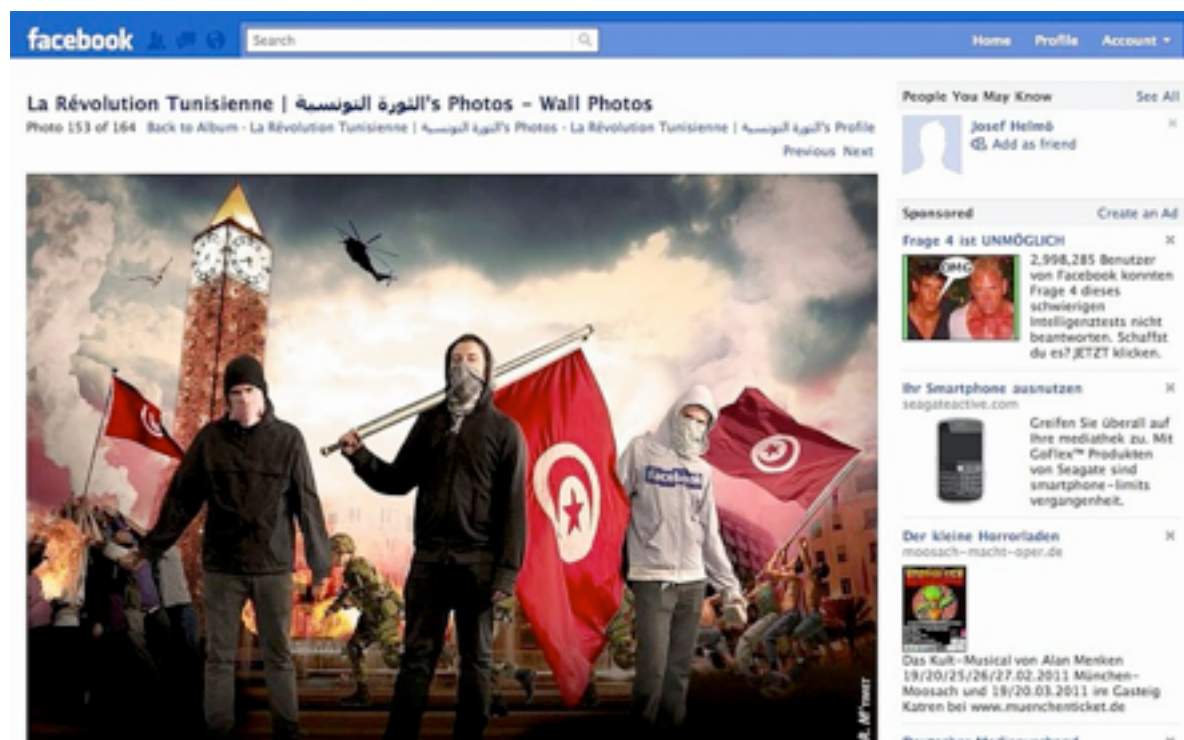 facebook
Search
Home Profile Account
La Révolution Tunisienne | الثورة التونسية's Photos – Wall Photos
Photo 153 of 164 Back to Album · La Révolution Tunisienne | الثورة التونسية's Photos · La Révolution Tunisienne | الثورة التونسية's Profile
Previous Next
facebook
People You May Know See All
Josef Helmö
Add as friend
Sponsored Create an Ad
Frage 4 ist UNMÖGLICH
OMG
2,998,285 Benutzer
von Facebook konnten
Frage 4 dieses
schwierigen
Intelligenztests nicht
beantworten. Schaffst
du es? JETZT klicken.
Ihr Smartphone ausnutzen
seagateactive.com
Greifen Sie überall auf
Ihre mediathek zu. Mit
GoFlex™ Produkten
von Seagate sind
smartphone-limits
vergangenheit.
Der kleine Horrorladen
moosach-macht-oper.de
Das Kult-Musical von Alan Menken
19/20/25/26/27.02.2011 München-
Moosach und 19/20.03.2011 im Gasteig
Katren bei www.muenchenticket.de